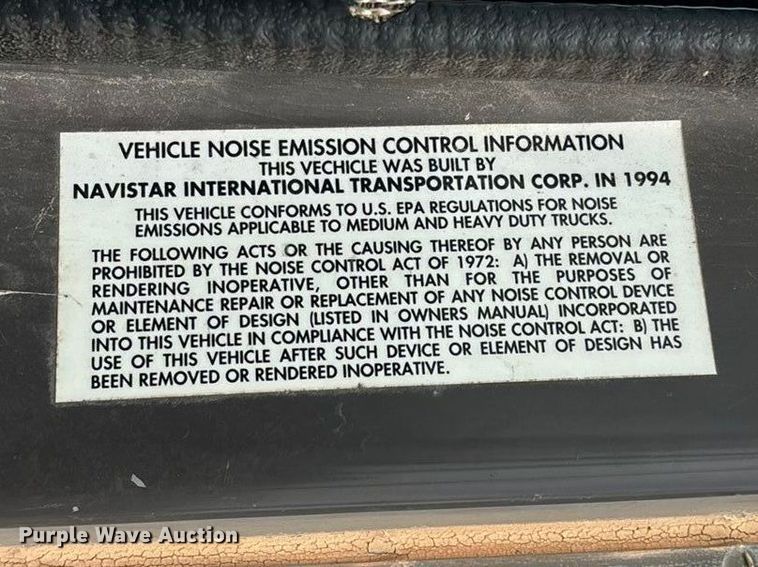 VEHICLE NOISE EMISSION CONTROL INFORMATION
THIS VECHICLE WAS BUILT BY
NAVISTAR INTERNATIONAL TRANSPORTATION CORP. IN 1994
THIS VEHICLE CONFORMS TO U.S. EPA REGULATIONS FOR NOISE
EMISSIONS APPLICABLE TO MEDIUM AND HEAVY DUTY TRUCKS.
THE FOLLOWING ACTS OR THE CAUSING THEREOF BY ANY PERSON ARE
PROHIBITED BY THE NOISE CONTROL ACT OF 1972: A) THE REMOVAL OR
RENDERING INOPERATIVE, OTHER THAN FOR THE PURPOSES OF
MAINTENANCE REPAIR OR REPLACEMENT OF ANY NOISE CONTROL DEVICE
OR ELEMENT OF DESIGN (LISTED IN OWNERS MANUAL) INCORPORATED
INTO THIS VEHICLE IN COMPLIANCE WITH THE NOISE CONTROL ACT: B) THE
USE OF THIS VEHICLE AFTER SUCH DEVICE OR ELEMENT OF DESIGN HAS
BEEN REMOVED OR RENDERED INOPERATIVE.
Purple Wave Auction